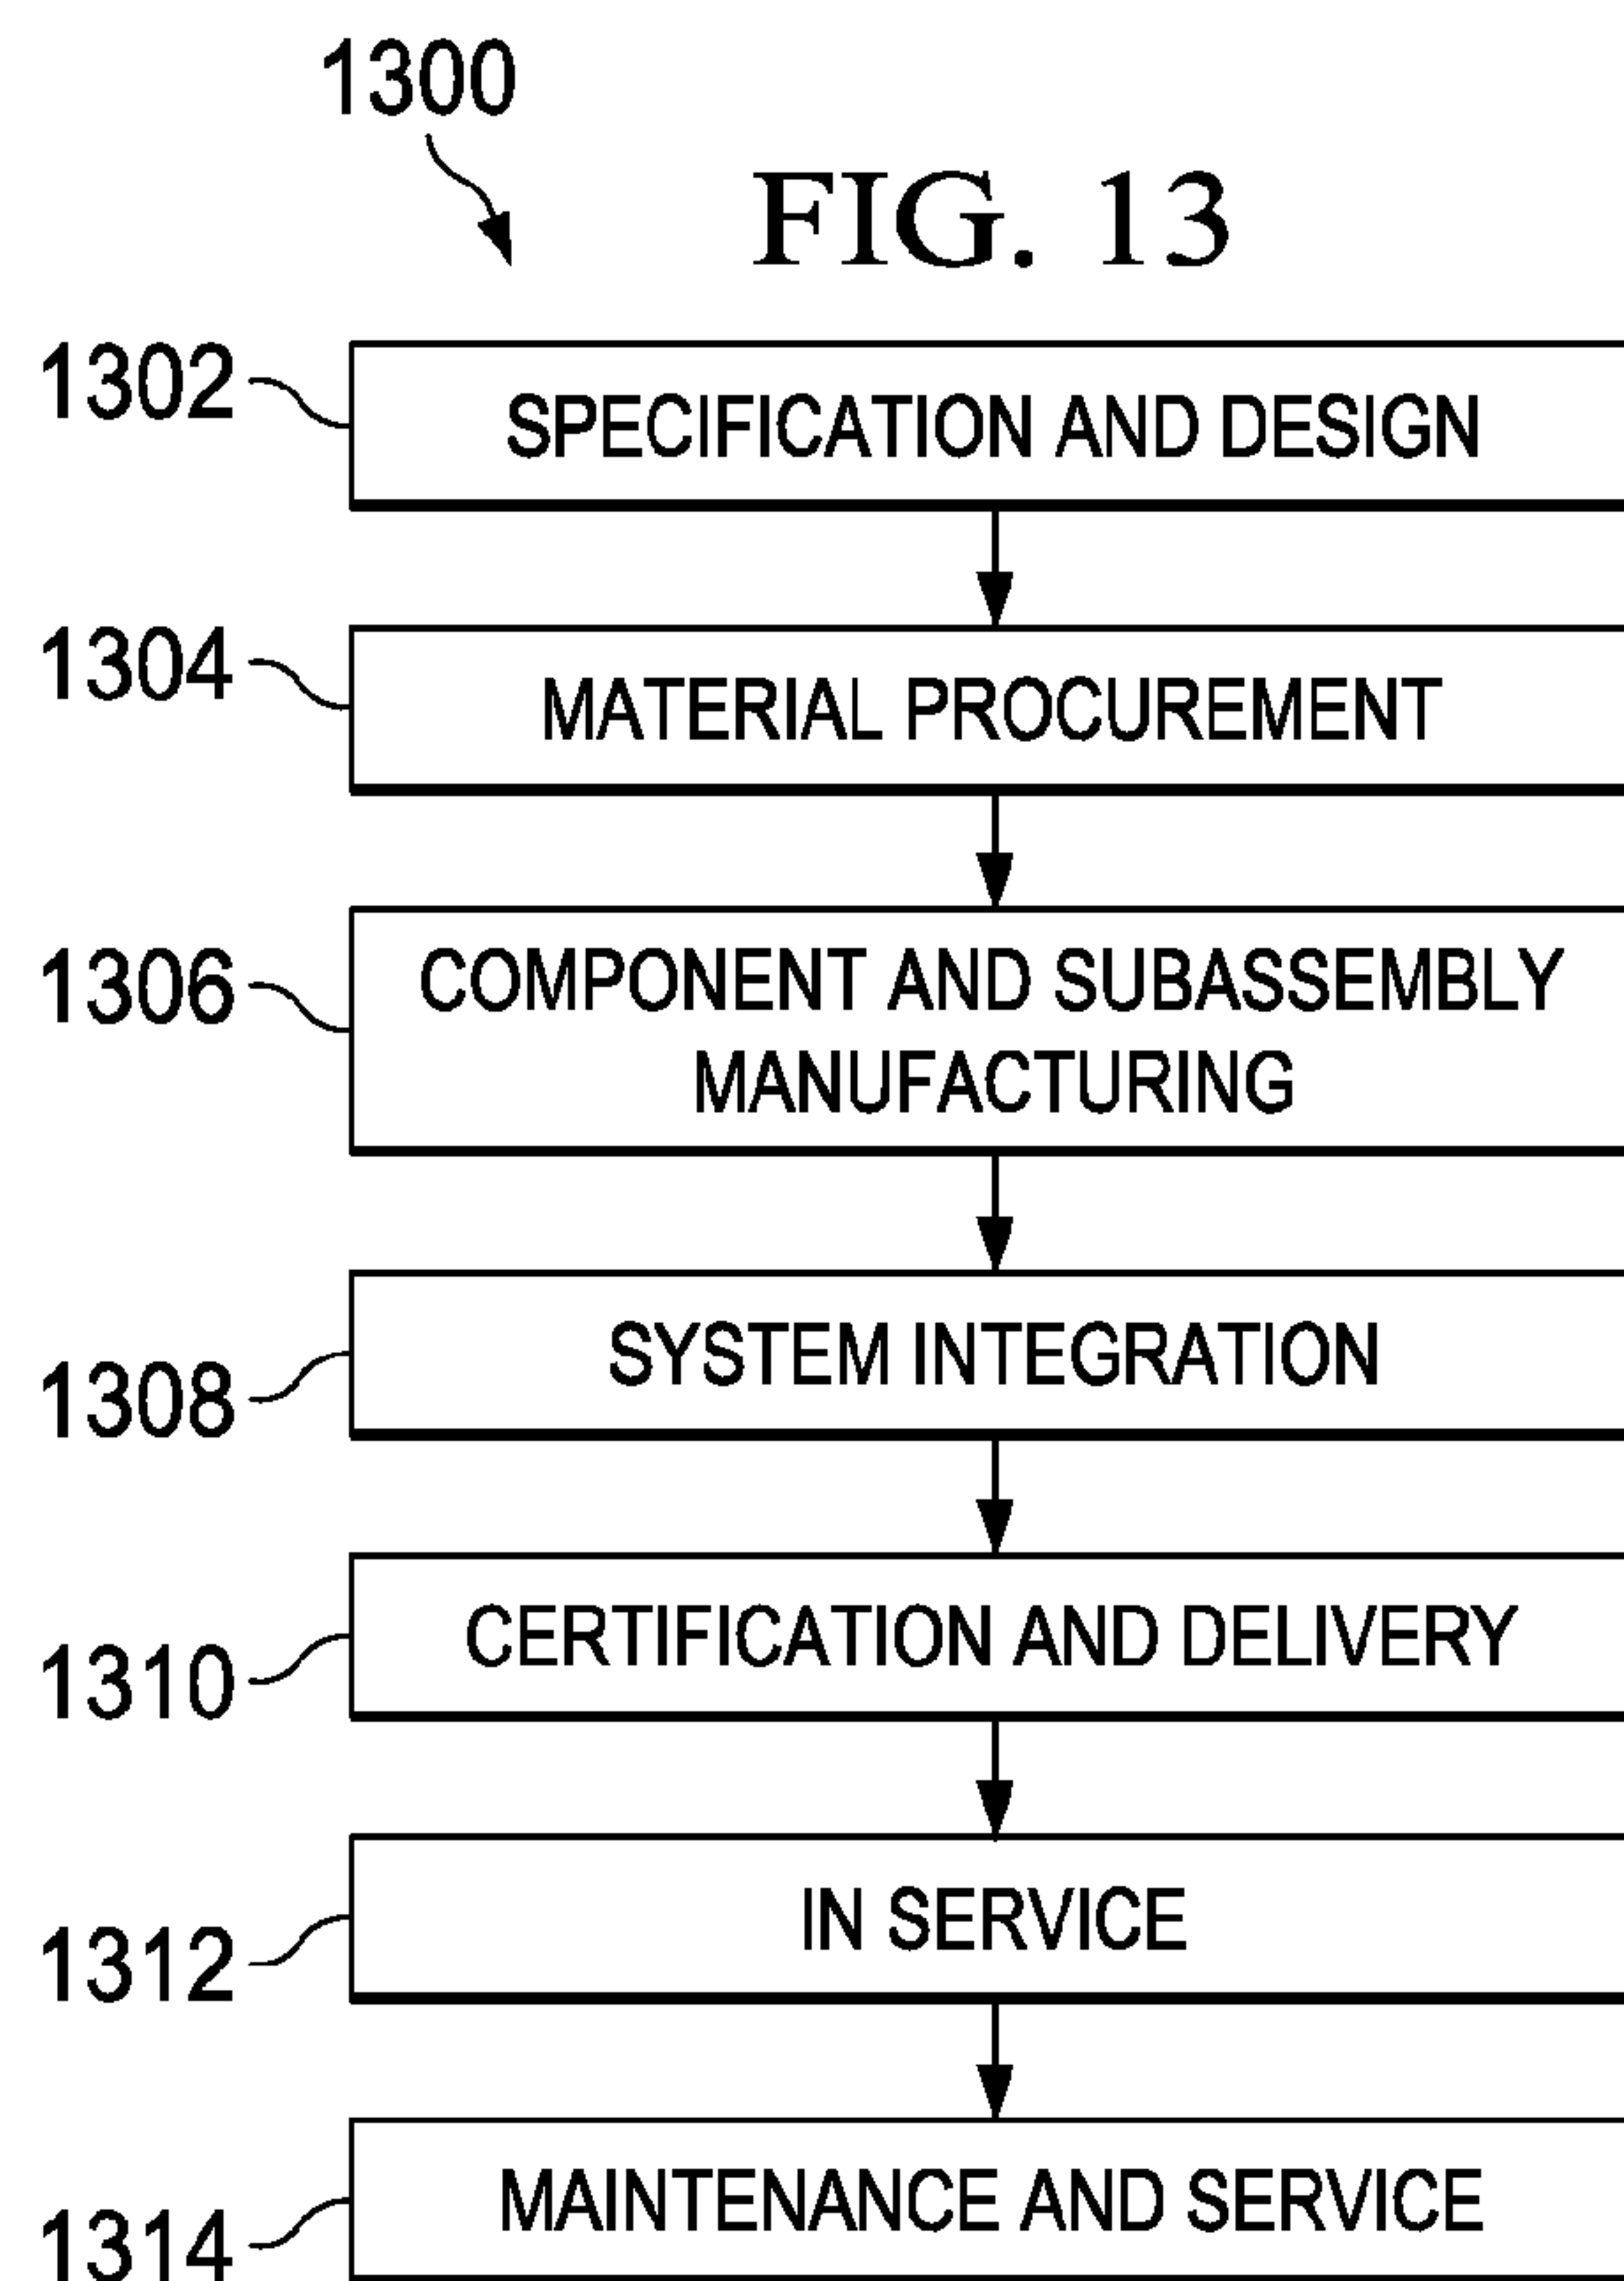 1300
FIG. 13
1302
SPECIFICATION AND DESIGN
1304
MATERIAL PROCUREMENT
1306
COMPONENT AND SUBASSEMBLY
MANUFACTURING
1308
SYSTEM INTEGRATION
1310
CERTIFICATION AND DELIVERY
1312
IN SERVICE
1314
MAINTENANCE AND SERVICE